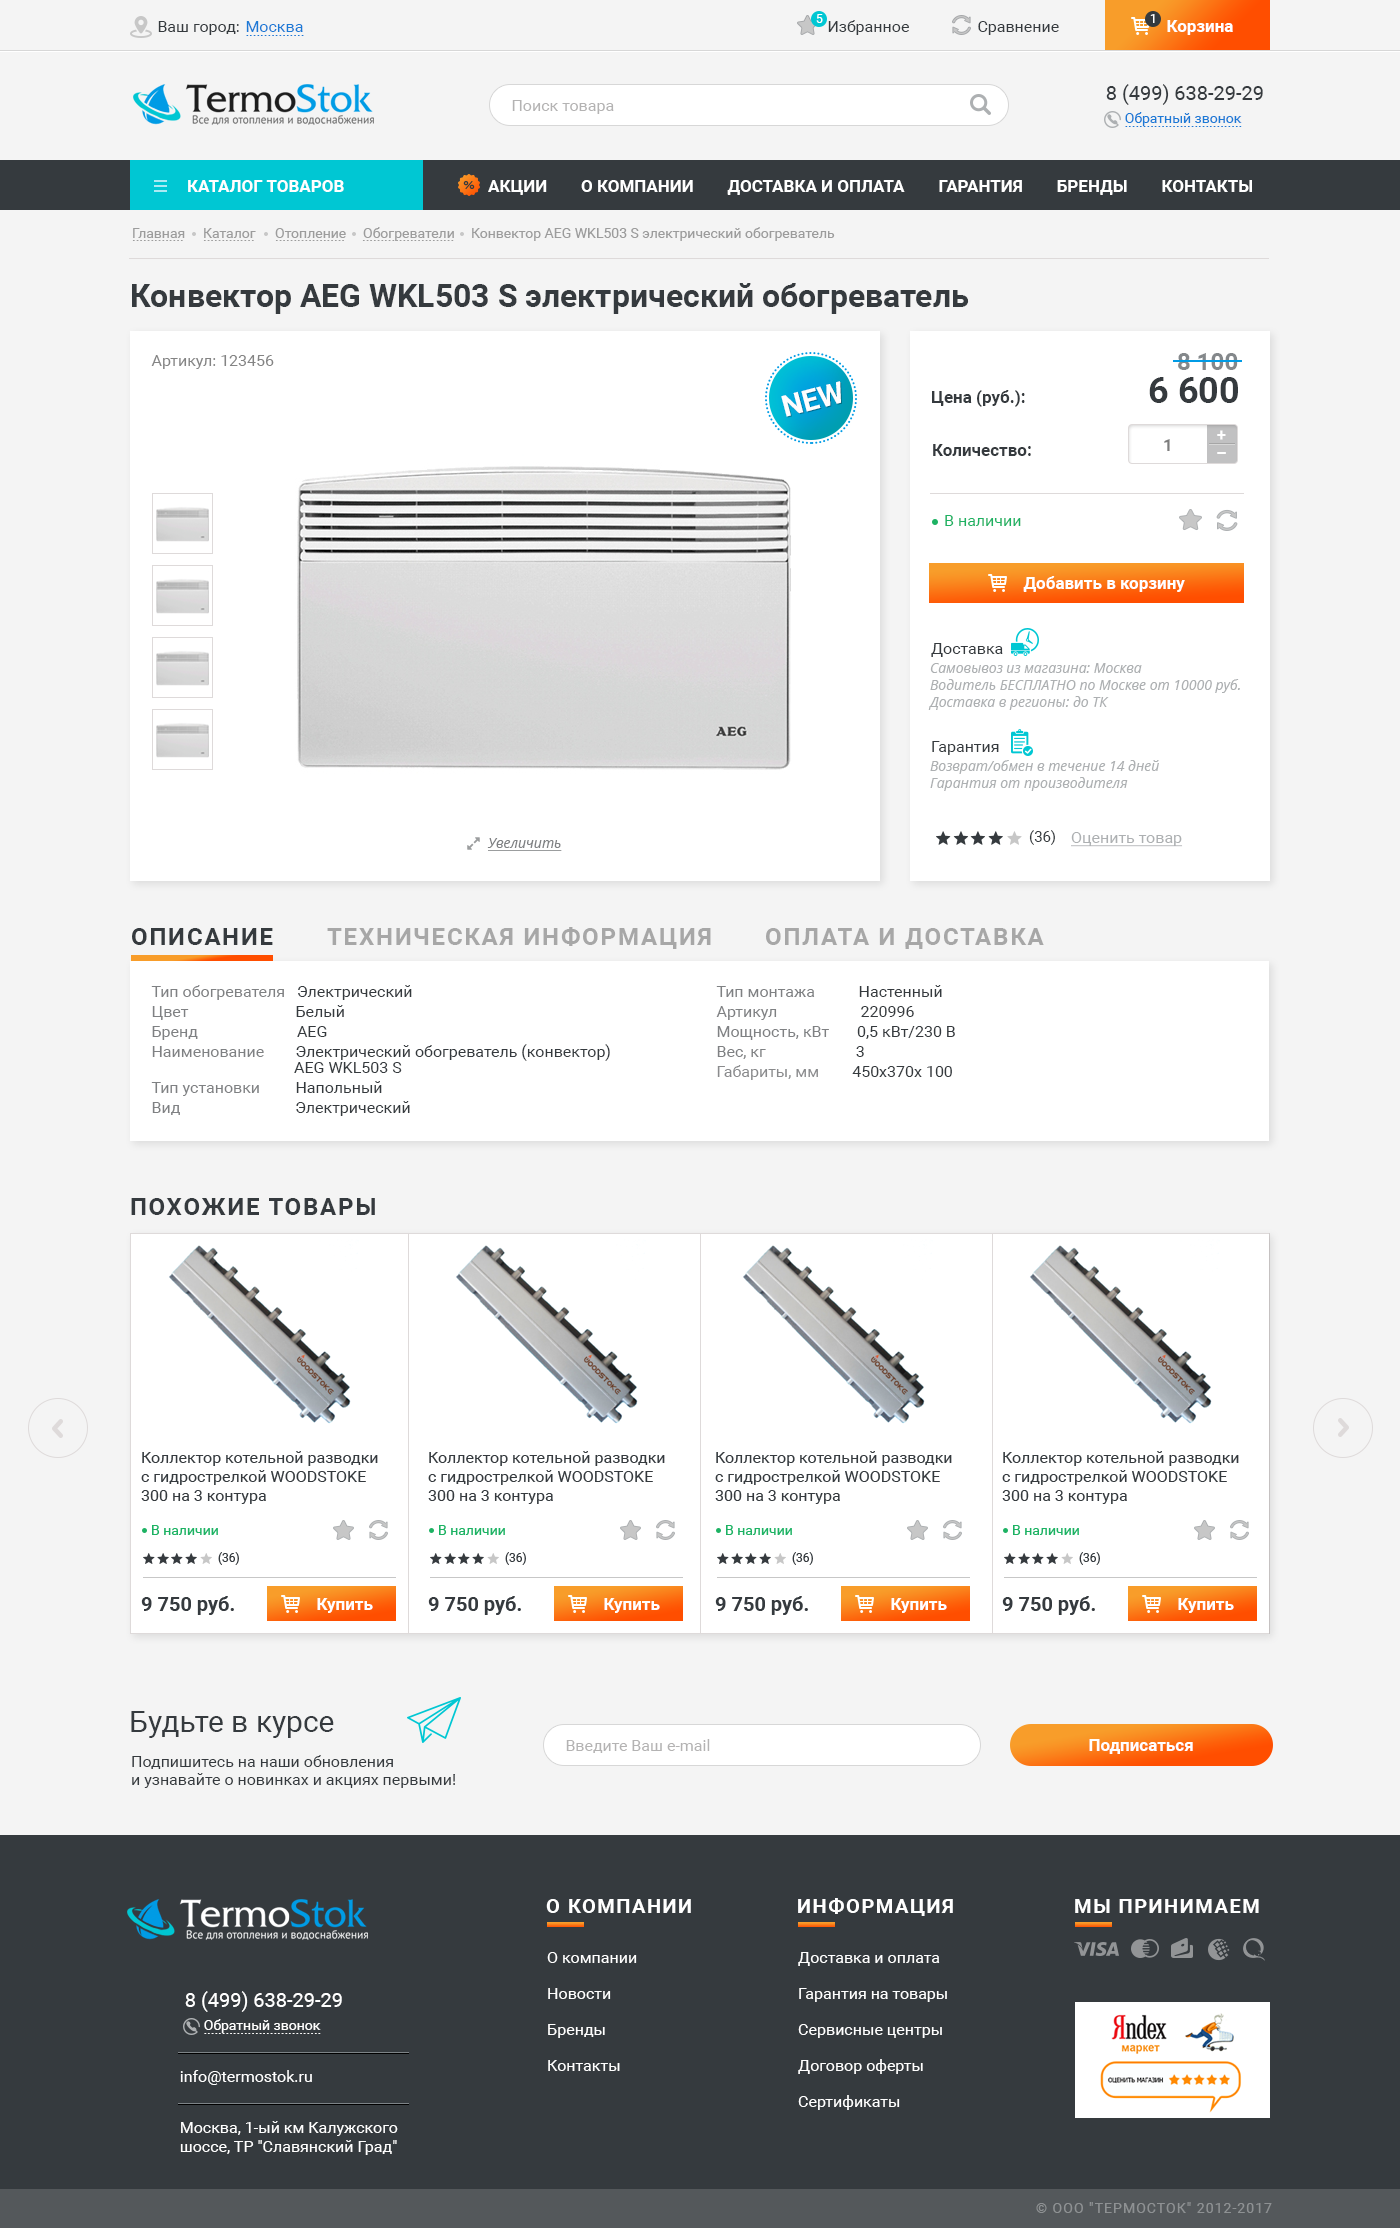 Ваш город: Москва
5 Избранное
Сравнение
1 Корзина
TermoStok
Все для отопления и водоснабжения
Поиск товара
8 (499) 638-29-29
Обратный звонок
КАТАЛОГ ТОВАРОВ
% АКЦИИ О КОМПАНИИ ДОСТАВКА И ОПЛАТА ГАРАНТИЯ БРЕНДЫ КОНТАКТЫ
Главная • Каталог • Отопление • Обогреватели • Конвектор AEG WKL503 S электрический обогреватель
Конвектор AEG WKL503 S электрический обогреватель
Артикул: 123456
NEW
AEG
Увеличить
8 100
Цена (руб.): 6 600
Количество: 1 + −
• В наличии
Добавить в корзину
Доставка
Самовывоз из магазина: Москва
Водитель БЕСПЛАТНО по Москве от 10000 руб.
Доставка в регионы: до ТК
Гарантия
Возврат/обмен в течение 14 дней
Гарантия от производителя
(36) Оценить товар
ОПИСАНИЕ ТЕХНИЧЕСКАЯ ИНФОРМАЦИЯ ОПЛАТА И ДОСТАВКА
Тип обогревателя Электрический
Цвет Белый
Бренд AEG
Наименование Электрический обогреватель (конвектор)
AEG WKL503 S
Тип установки Напольный
Вид Электрический
Тип монтажа Настенный
Артикул 220996
Мощность, кВт 0,5 кВт/230 В
Вес, кг 3
Габариты, мм 450х370х 100
ПОХОЖИЕ ТОВАРЫ
WOODSTOKE
Коллектор котельной разводки
с гидрострелкой WOODSTOKE
300 на 3 контура
• В наличии
(36)
9 750 руб. Купить
WOODSTOKE
Коллектор котельной разводки
с гидрострелкой WOODSTOKE
300 на 3 контура
• В наличии
(36)
9 750 руб. Купить
WOODSTOKE
Коллектор котельной разводки
с гидрострелкой WOODSTOKE
300 на 3 контура
• В наличии
(36)
9 750 руб. Купить
WOODSTOKE
Коллектор котельной разводки
с гидрострелкой WOODSTOKE
300 на 3 контура
• В наличии
(36)
9 750 руб. Купить
Будьте в курсе
Подпишитесь на наши обновления
и узнавайте о новинках и акциях первыми!
Введите Ваш e-mail
Подписаться
TermoStok
Все для отопления и водоснабжения
8 (499) 638-29-29
Обратный звонок
info@termostok.ru
Москва, 1-ый км Калужского
шоссе, ТР "Славянский Град"
О КОМПАНИИ
О компании
Новости
Бренды
Контакты
ИНФОРМАЦИЯ
Доставка и оплата
Гарантия на товары
Сервисные центры
Договор оферты
Сертификаты
МЫ ПРИНИМАЕМ
VISA
Яndex
маркет
ОЦЕНИТЬ МАГАЗИН
© ООО "ТЕРМОСТОК" 2012-2017